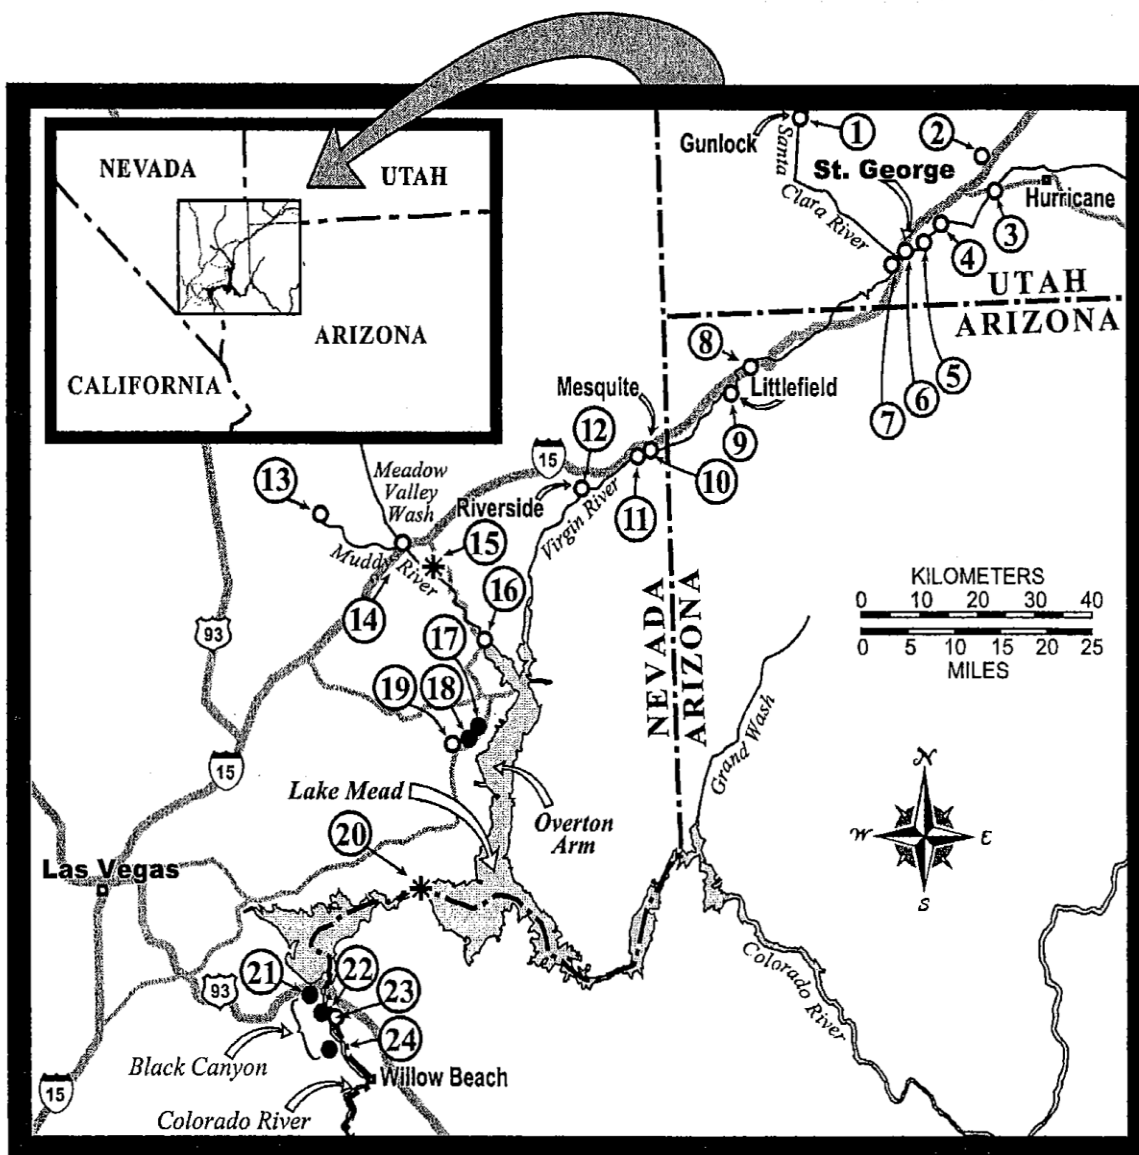 NEVADA
UTAH
ARIZONA
CALIFORNIA
Gunlock
1
2
Santa
Clara River
St. George
Hurricane
3
4
5
6
7
UTAH
ARIZONA
8
Mesquite
Littlefield
9
10
11
12
15
Riverside
Virgin River
13
Meadow
Valley
Wash
Muddy River
14
15
16
93
17
18
19
NEVADA
ARIZONA
KILOMETERS
0 10 20 30 40
0 5 10 15 20 25
MILES
Grand Wash
15
Lake Mead
Overton
Arm
20
Las Vegas
N
W
E
S
Colorado River
21
22
23
24
93
Black Canyon
Willow Beach
15
Colorado River